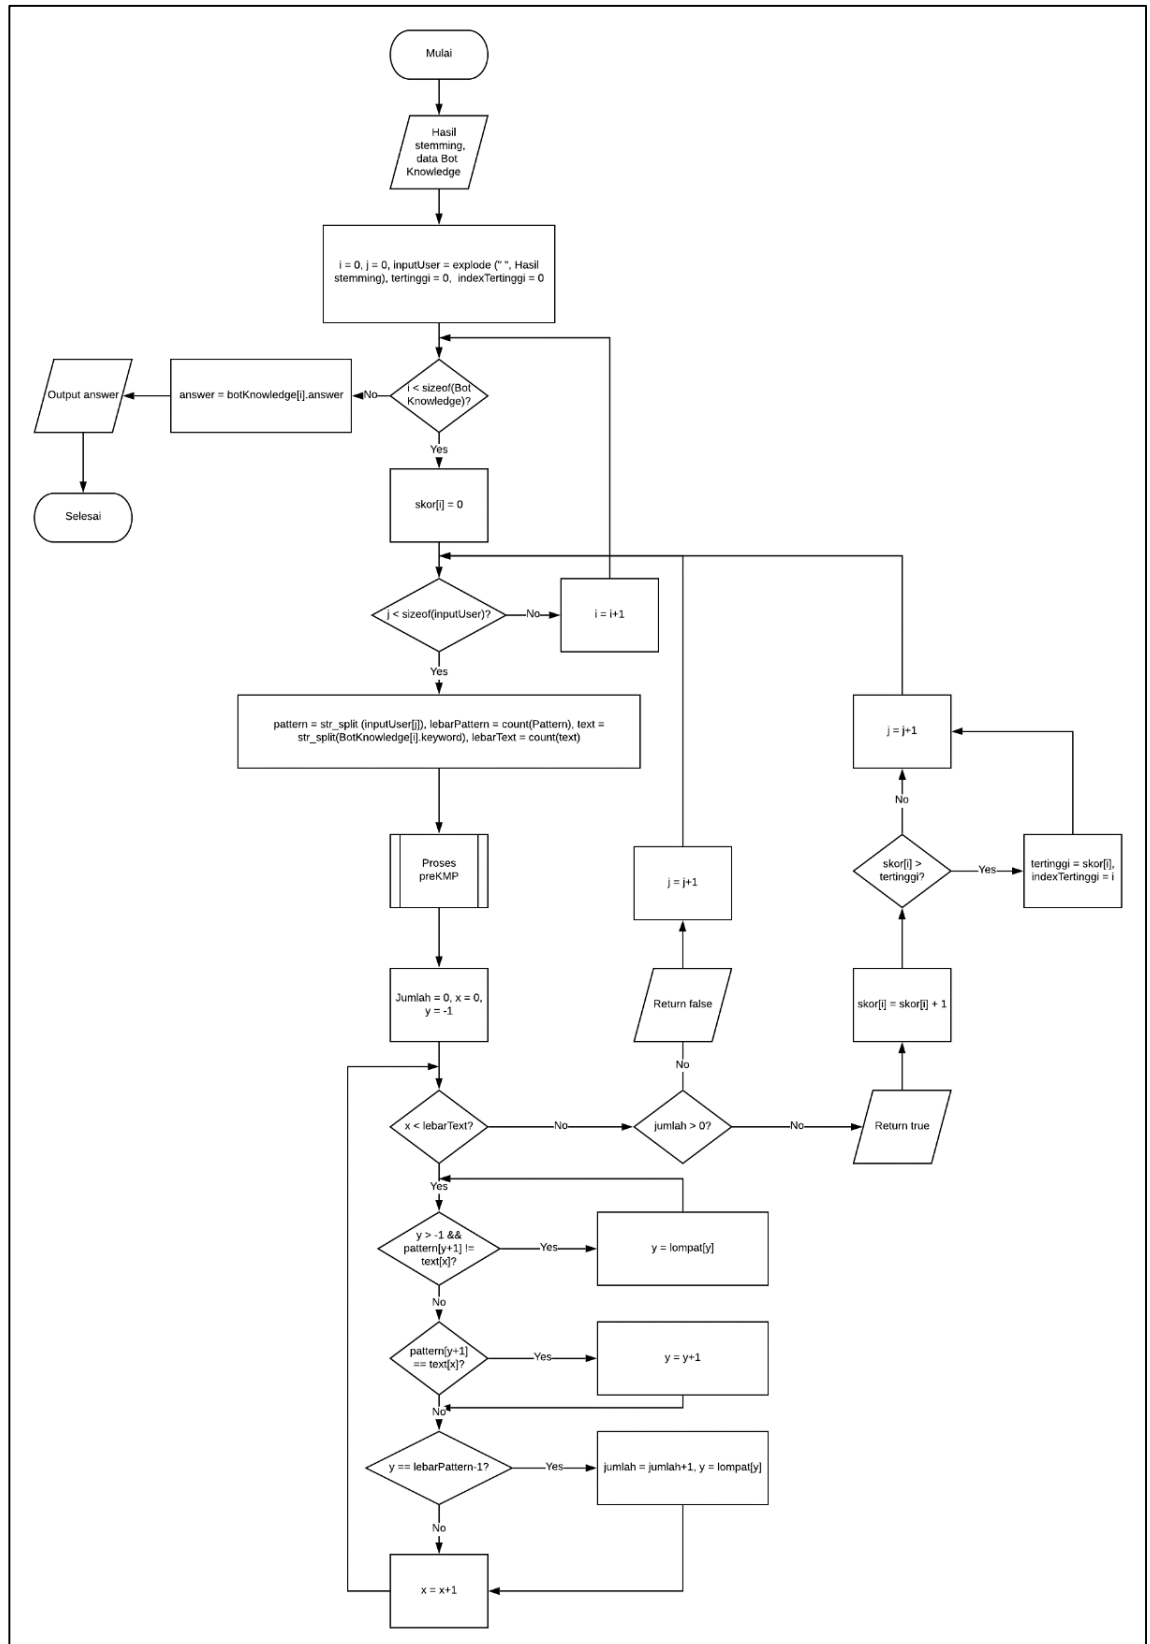 Mulai
Hasil
stemming,
data Bot
Knowledge
i = 0, j = 0, inputUser = explode (" ", Hasil
stemming), tertinggi = 0, indexTertinggi = 0
Output answer
answer = botKnowledge[i].answer
No
i < sizeof(Bot
Knowledge)?
Yes
skor[i] = 0
Selesai
j < sizeof(inputUser)?
No
i = i+1
Yes
pattern = str_split (inputUser[j]), lebarPattern = count(Pattern), text =
str_split(BotKnowledge[i].keyword), lebarText = count(text)
j = j+1
No
Proses
preKMP
j = j+1
skor[i] >
tertinggi?
Yes
tertinggi = skor[i],
indexTertinggi = i
Jumlah = 0, x = 0,
y = -1
Return false
skor[i] = skor[i] + 1
No
x < lebarText?
No
jumlah > 0?
No
Return true
Yes
y > -1 &&
pattern[y+1] !=
text[x]?
Yes
y = lompat[y]
No
pattern[y+1]
== text[x]?
Yes
y = y+1
No
y == lebarPattern-1?
Yes
jumlah = jumlah+1, y = lompat[y]
No
x = x+1